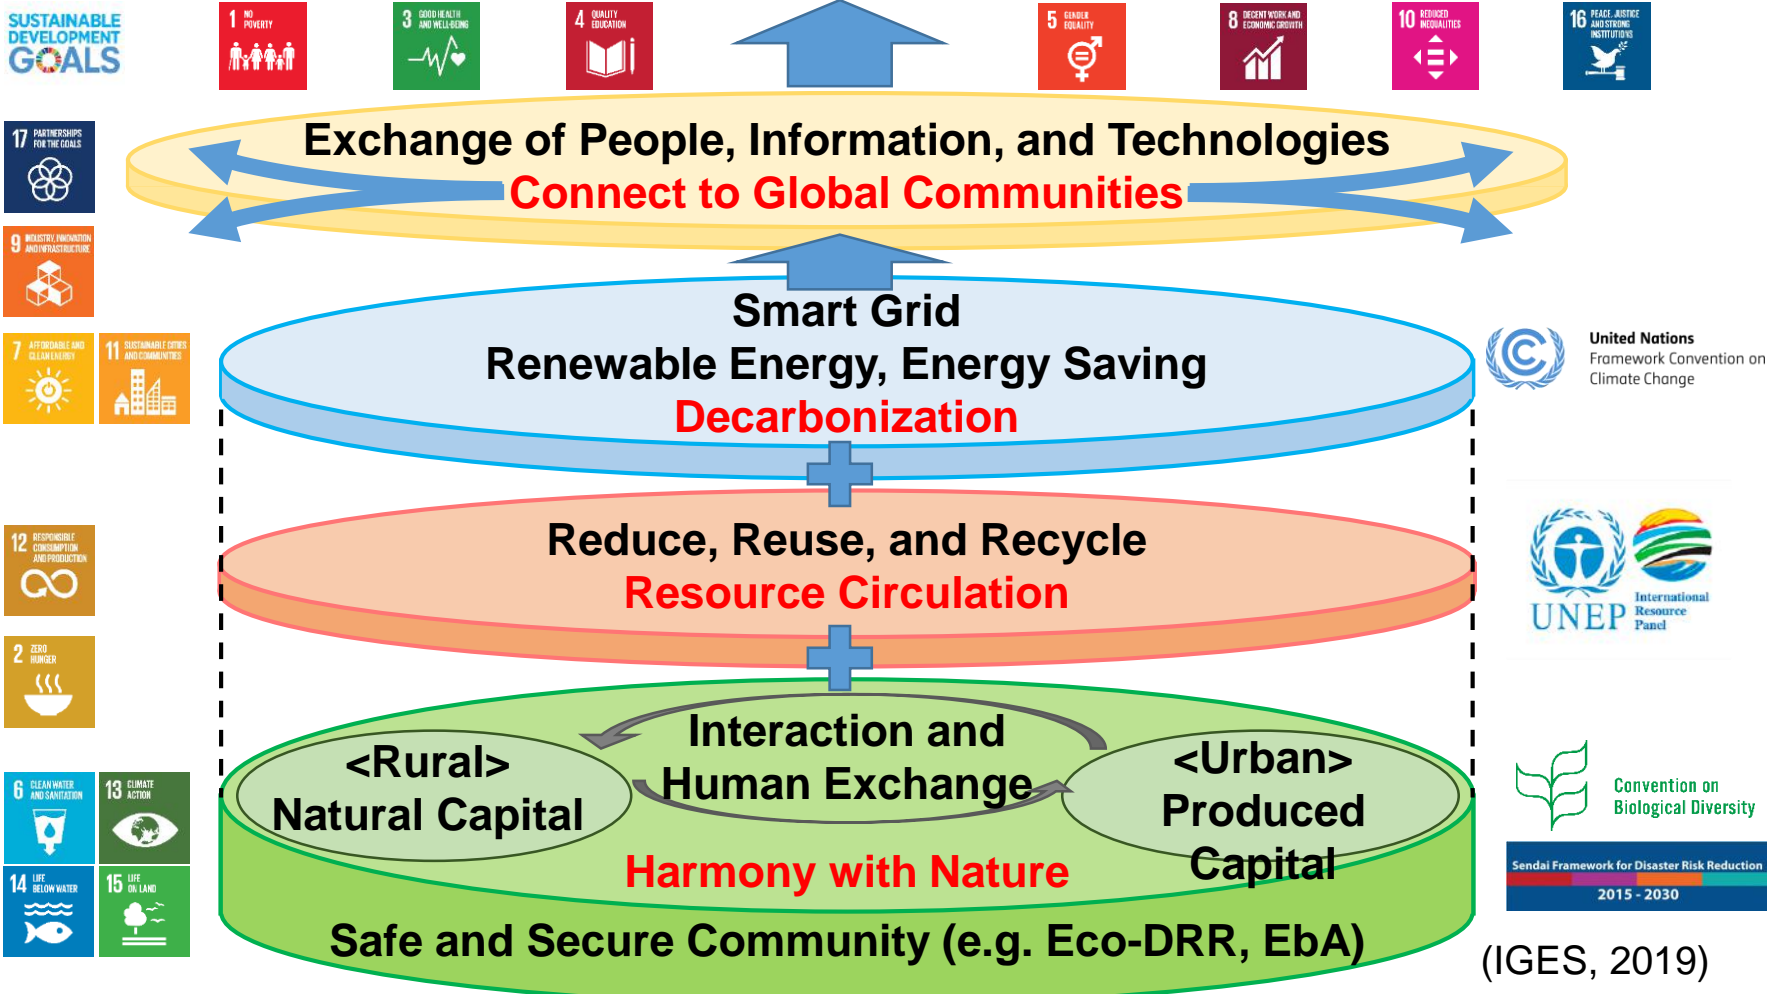 SUSTAINABLE
DEVELOPMENT
GOALS
1 NO
POVERTY
3 GOOD HEALTH
AND WELL-BEING
4 QUALITY
EDUCATION
5 GENDER
EQUALITY
8 DECENT WORK AND
ECONOMIC GROWTH
10 REDUCED
INEQUALITIES
16 PEACE, JUSTICE
AND STRONG
INSTITUTIONS
17 PARTNERSHIPS
FOR THE GOALS
Exchange of People, Information, and Technologies
Connect to Global Communities
9 INDUSTRY, INNOVATION
AND INFRASTRUCTURE
Smart Grid
Renewable Energy, Energy Saving
Decarbonization
7 AFFORDABLE AND
CLEAN ENERGY
11 SUSTAINABLE CITIES
AND COMMUNITIES
United Nations
Framework Convention on
Climate Change
12 RESPONSIBLE
CONSUMPTION
AND PRODUCTION
Reduce, Reuse, and Recycle
Resource Circulation
UNEP
International
Resource
Panel
2 ZERO
HUNGER
Interaction and
Human Exchange
<Rural>
Natural Capital
<Urban>
Produced
Capital
Harmony with Nature
6 CLEAN WATER
AND SANITATION
13 CLIMATE
ACTION
14 LIFE
BELOW WATER
15 LIFE
ON LAND
Convention on
Biological Diversity
Sendai Framework for Disaster Risk Reduction
2015 - 2030
Safe and Secure Community (e.g. Eco-DRR, EbA)
(IGES, 2019)